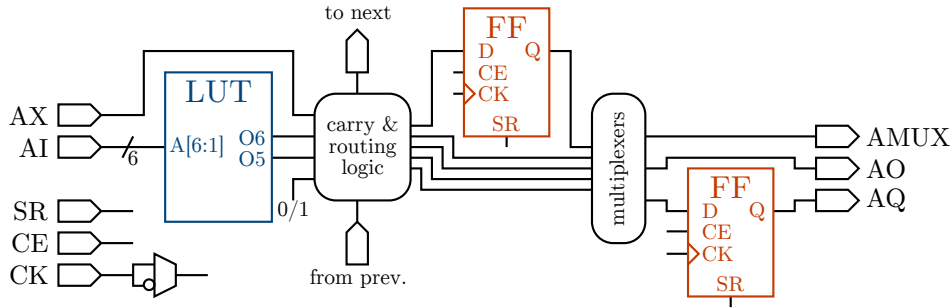 to next
FF
D Q
CE
CK
SR
LUT
AX
AI
6
A[6:1]
O6
O5
carry &
routing
logic
0/1
multiplexers
AMUX
AO
AQ
FF
D Q
CE
CK
SR
SR
CE
CK
from prev.